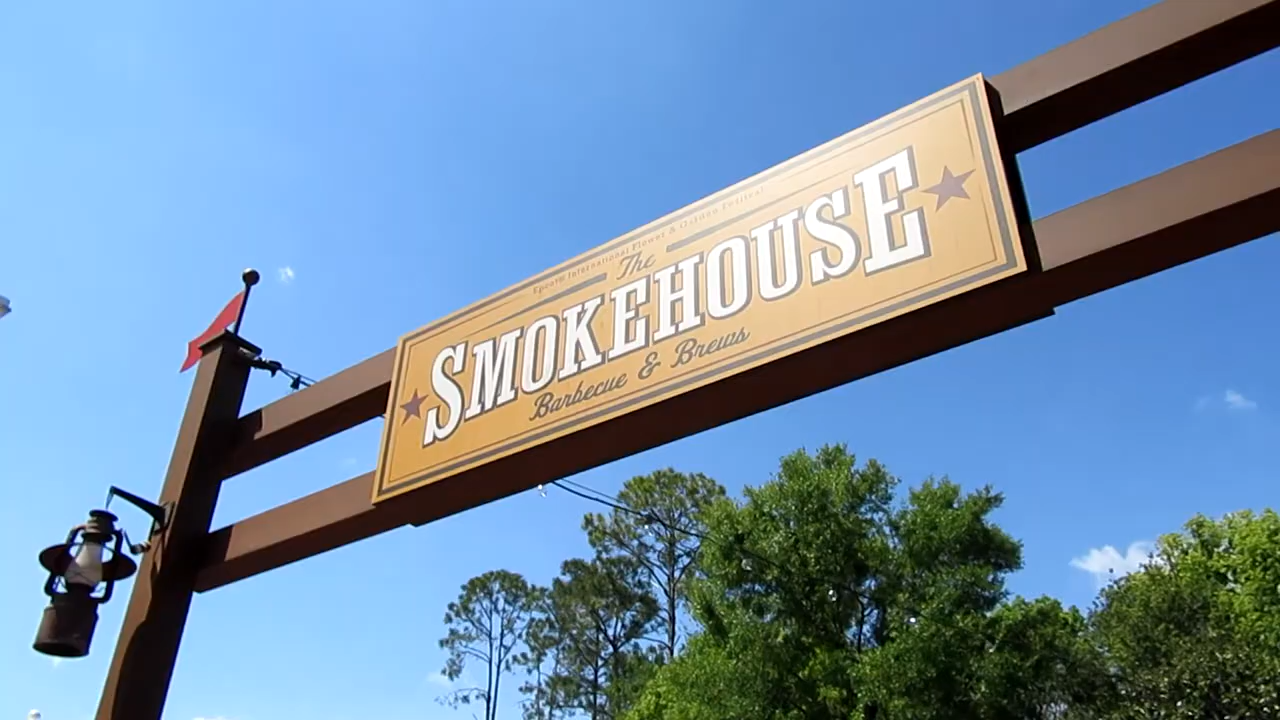 Epcot® International Flower & Garden Festival
The
SMOKEHOUSE
Barbecue & Brews